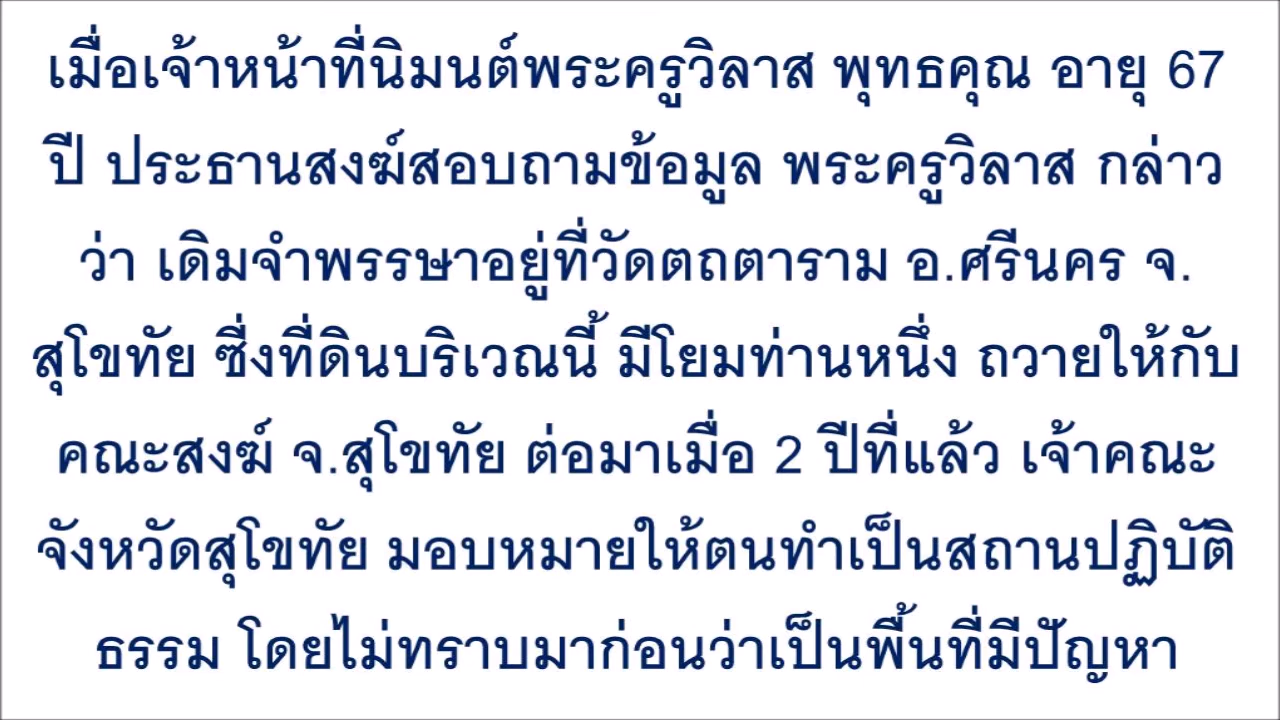 เมื่อเจ้าหน้าที่นิมนต์พระครูวิลาส พุทธคุณ อายุ 67
ปี ประธานสงฆ์สอบถามข้อมูล พระครูวิลาส กล่าว
ว่า เดิมจำพรรษาอยู่ที่วัดตถตาราม อ.ศรีนคร จ.
สุโขทัย ซึ่งที่ดินบริเวณนี้ มีโยมท่านหนึ่ง ถวายให้กับ
คณะสงฆ์ จ.สุโขทัย ต่อมาเมื่อ 2 ปีที่แล้ว เจ้าคณะ
จังหวัดสุโขทัย มอบหมายให้ตนทำเป็นสถานปฏิบัติ
ธรรม โดยไม่ทราบมาก่อนว่าเป็นพื้นที่มีปัญหา